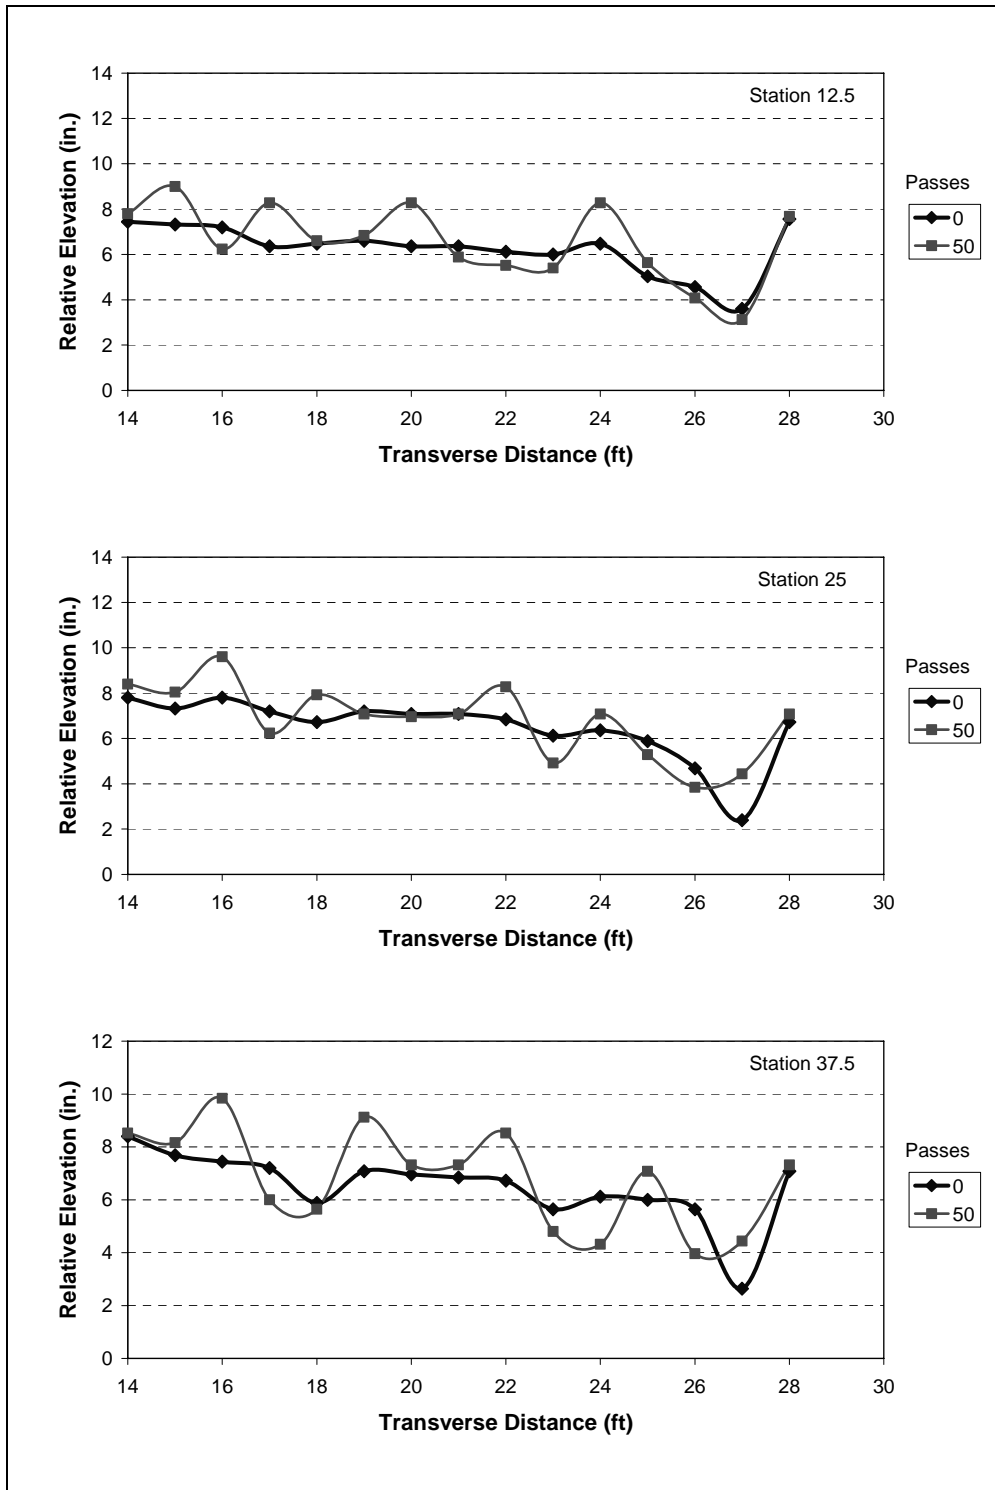 Station 12.5
14
12
10
8
6
4
2
0
Relative Elevation (in.)
14 16 18 20 22 24 26 28 30
Transverse Distance (ft)
Passes
0
50
Station 25
14
12
10
8
6
4
2
0
Relative Elevation (in.)
14 16 18 20 22 24 26 28 30
Transverse Distance (ft)
Passes
0
50
Station 37.5
12
10
8
6
4
2
0
Relative Elevation (in.)
14 16 18 20 22 24 26 28 30
Transverse Distance (ft)
Passes
0
50